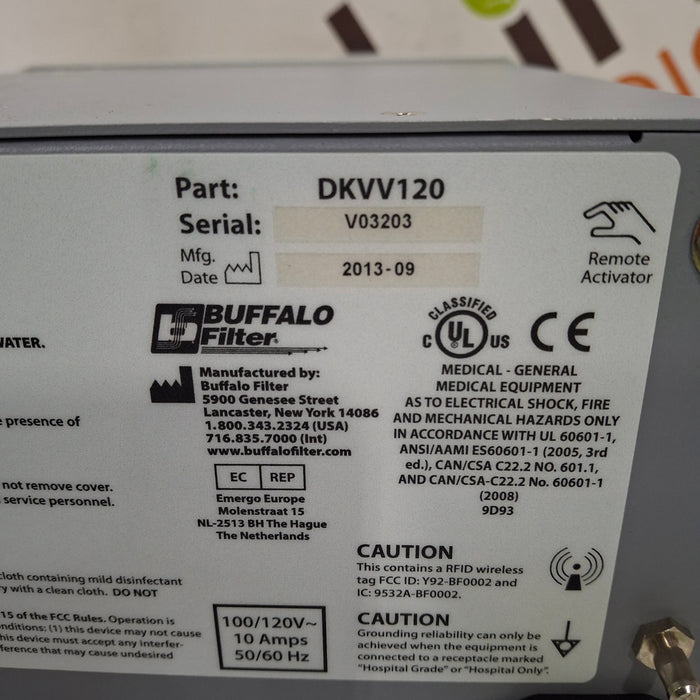 Part: DKVV120
Serial: V03203
Mfg. Date 2013-09
Remote
Activator
BUFFALO
Filter
Manufactured by:
Buffalo Filter
5900 Genesee Street
Lancaster, New York 14086
1.800.343.2324 (USA)
716.835.7000 (Int)
www.buffalofilter.com
EC REP
Emergo Europe
Molenstraat 15
NL-2513 BH The Hague
The Netherlands
CLASSIFIED
C UL US CE
MEDICAL - GENERAL
MEDICAL EQUIPMENT
AS TO ELECTRICAL SHOCK, FIRE
AND MECHANICAL HAZARDS ONLY
IN ACCORDANCE WITH UL 60601-1,
ANSI/AAMI ES60601-1 (2005, 3rd
ed.), CAN/CSA C22.2 NO. 601.1,
AND CAN/CSA-C22.2 No. 60601-1
(2008)
9D93
WATER.
presence of
not remove cover.
service personnel.
cloth containing mild disinfectant
with a clean cloth. DO NOT
15 of the FCC Rules. Operation is
conditions: (1) this device may not cause
this device must accept any interfer-
ference that may cause undesired
100/120V~
10 Amps
50/60 Hz
CAUTION
This contains a RFID wireless
tag FCC ID: Y92-BF0002 and
IC: 9532A-BF0002.
CAUTION
Grounding reliability can only be
achieved when the equipment is
connected to a receptacle marked
"Hospital Grade" or "Hospital Only".